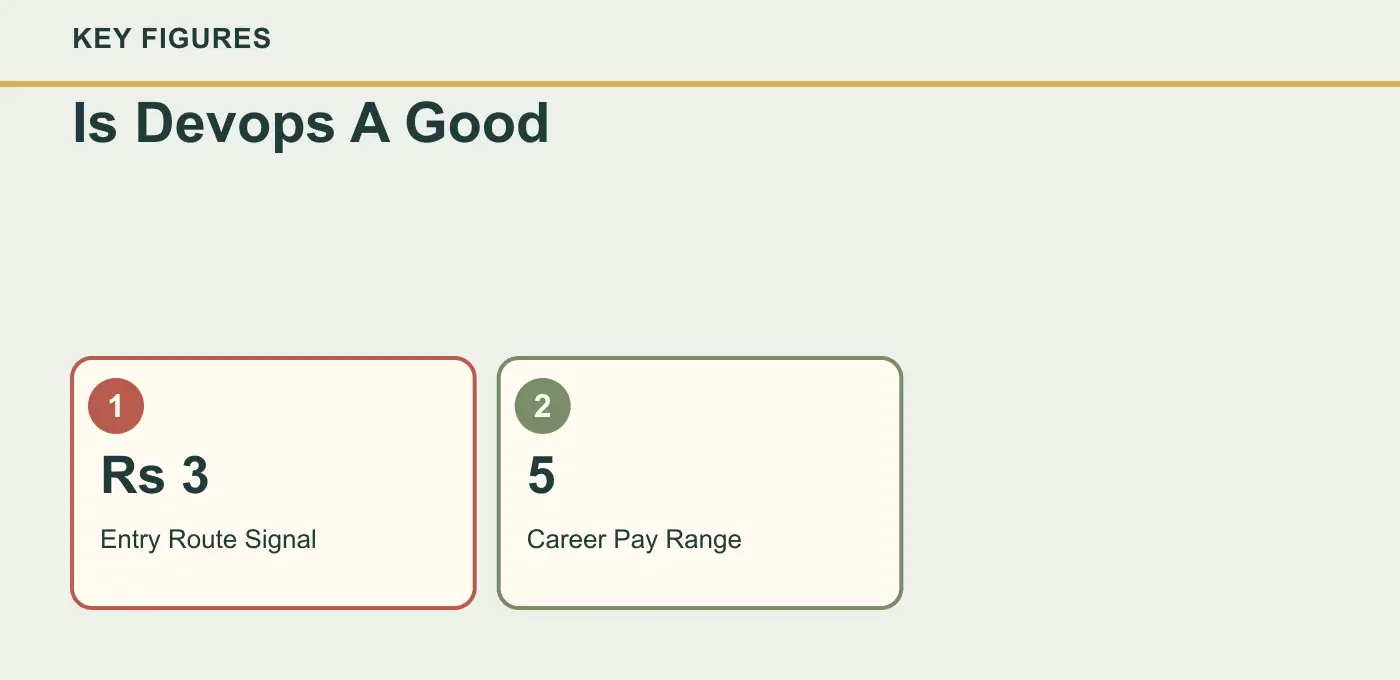 KEY FIGURES
Is Devops A Good
1
Rs 3
Entry Route Signal
2
5
Career Pay Range